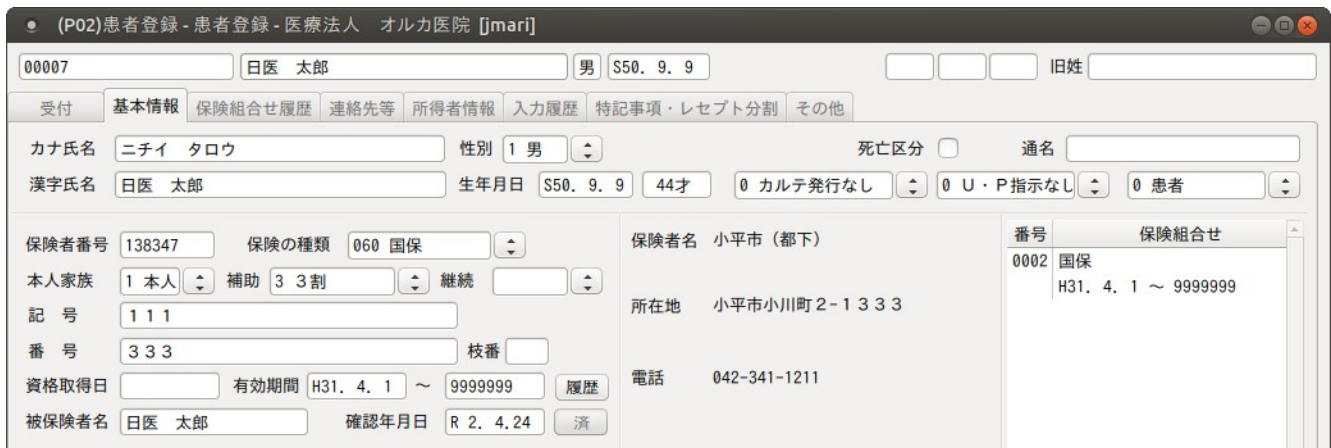 (P02)患者登録 - 患者登録 - 医療法人　オルカ医院 [jmari]
00007 日医　太郎 男 S50. 9. 9 旧姓
受付 基本情報 保険組合せ履歴 連絡先等 所得者情報 入力履歴 特記事項・レセプト分割 その他
カナ氏名 ニチイ　タロウ 性別 1 男 死亡区分 通名
漢字氏名 日医　太郎 生年月日 S50. 9. 9 44才 0 カルテ発行なし 0 U・P指示なし 0 患者
保険者番号 138347 保険の種類 060 国保 保険者名 小平市（都下） 番号 保険組合せ
本人家族 1 本人 補助 3 3割 継続 0002 国保
H31. 4. 1 ～ 9999999
記　号 １１１ 所在地 小平市小川町２-１３３３
番　号 ３３３ 枝番
資格取得日 有効期間 H31. 4. 1 ～ 9999999 履歴 電話 042-341-1211
被保険者名 日医　太郎 確認年月日 R 2. 4.24 済